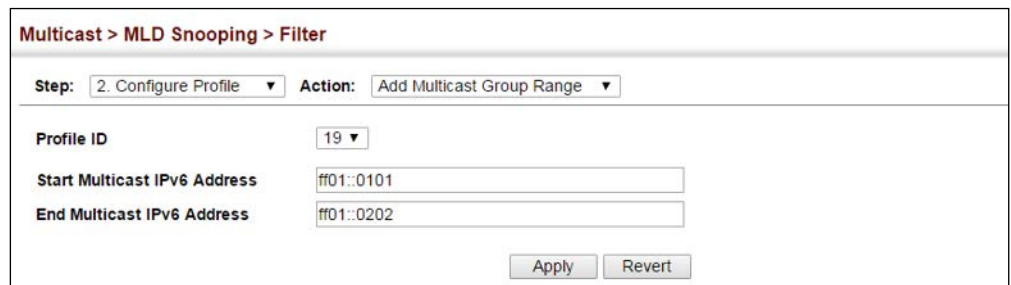 Multicast > MLD Snooping > Filter
Step: 2. Configure Profile Action: Add Multicast Group Range
Profile ID 19
Start Multicast IPv6 Address ff01::0101
End Multicast IPv6 Address ff01::0202
Apply Revert